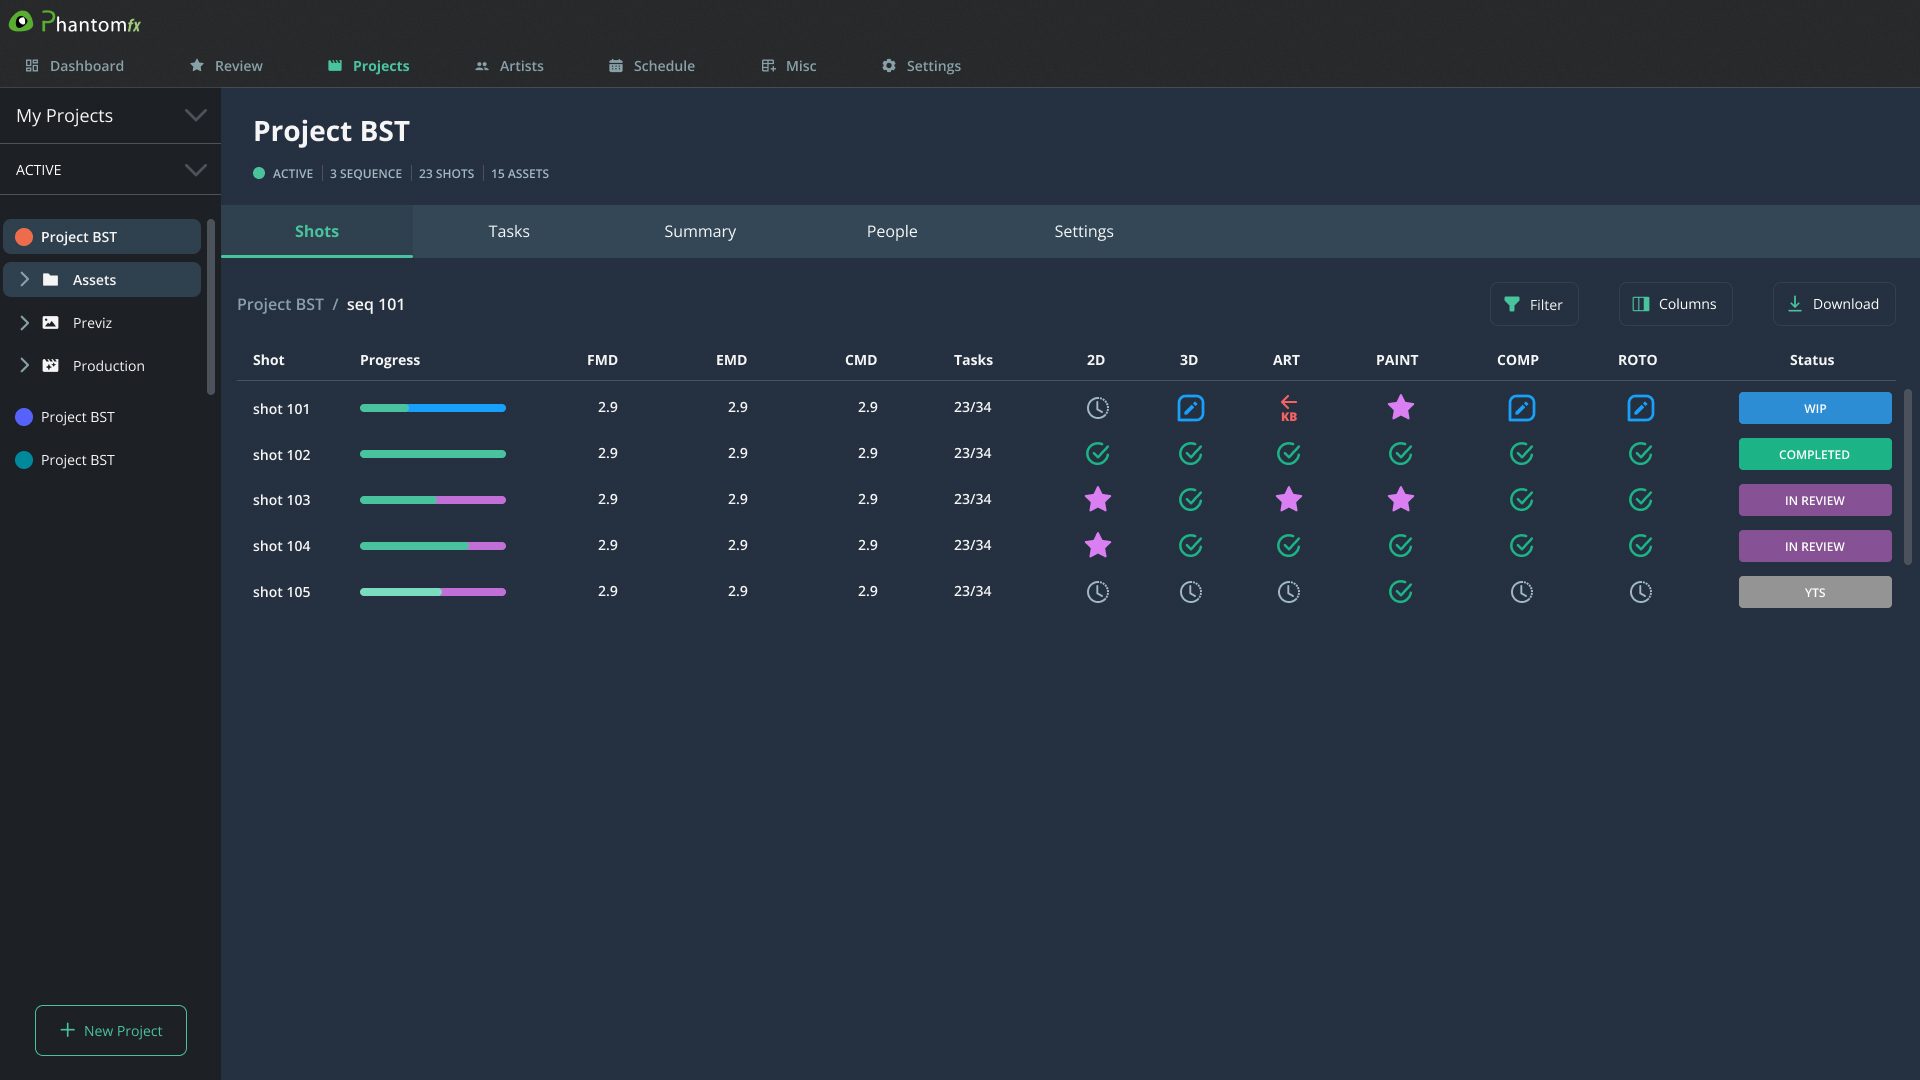 Phantomfx
Dashboard Review Projects Artists Schedule Misc Settings
My Projects
ACTIVE
Project BST
Assets
Previz
Production
Project BST
Project BST
New Project
Project BST
ACTIVE 3 SEQUENCE 23 SHOTS 15 ASSETS
Shots Tasks Summary People Settings
Project BST / seq 101
Filter Columns Download
Shot Progress FMD EMD CMD Tasks 2D 3D ART PAINT COMP ROTO Status
shot 101 2.9 2.9 2.9 23/34 KB WIP
shot 102 2.9 2.9 2.9 23/34 COMPLETED
shot 103 2.9 2.9 2.9 23/34 IN REVIEW
shot 104 2.9 2.9 2.9 23/34 IN REVIEW
shot 105 2.9 2.9 2.9 23/34 YTS